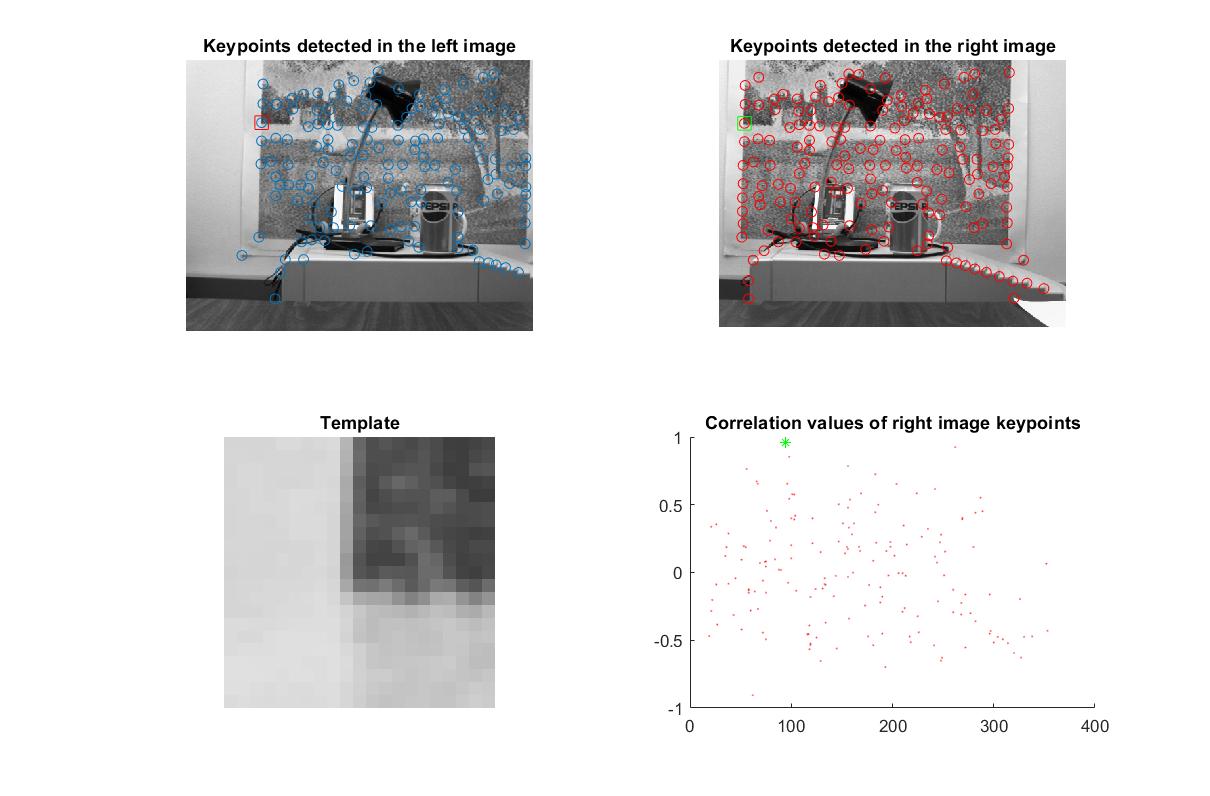 Keypoints detected in the left image
Keypoints detected in the right image
PEPSI P
PEPSI P
Template
Correlation values of right image keypoints
1
0.5
0
-0.5
-1
0
100
200
300
400